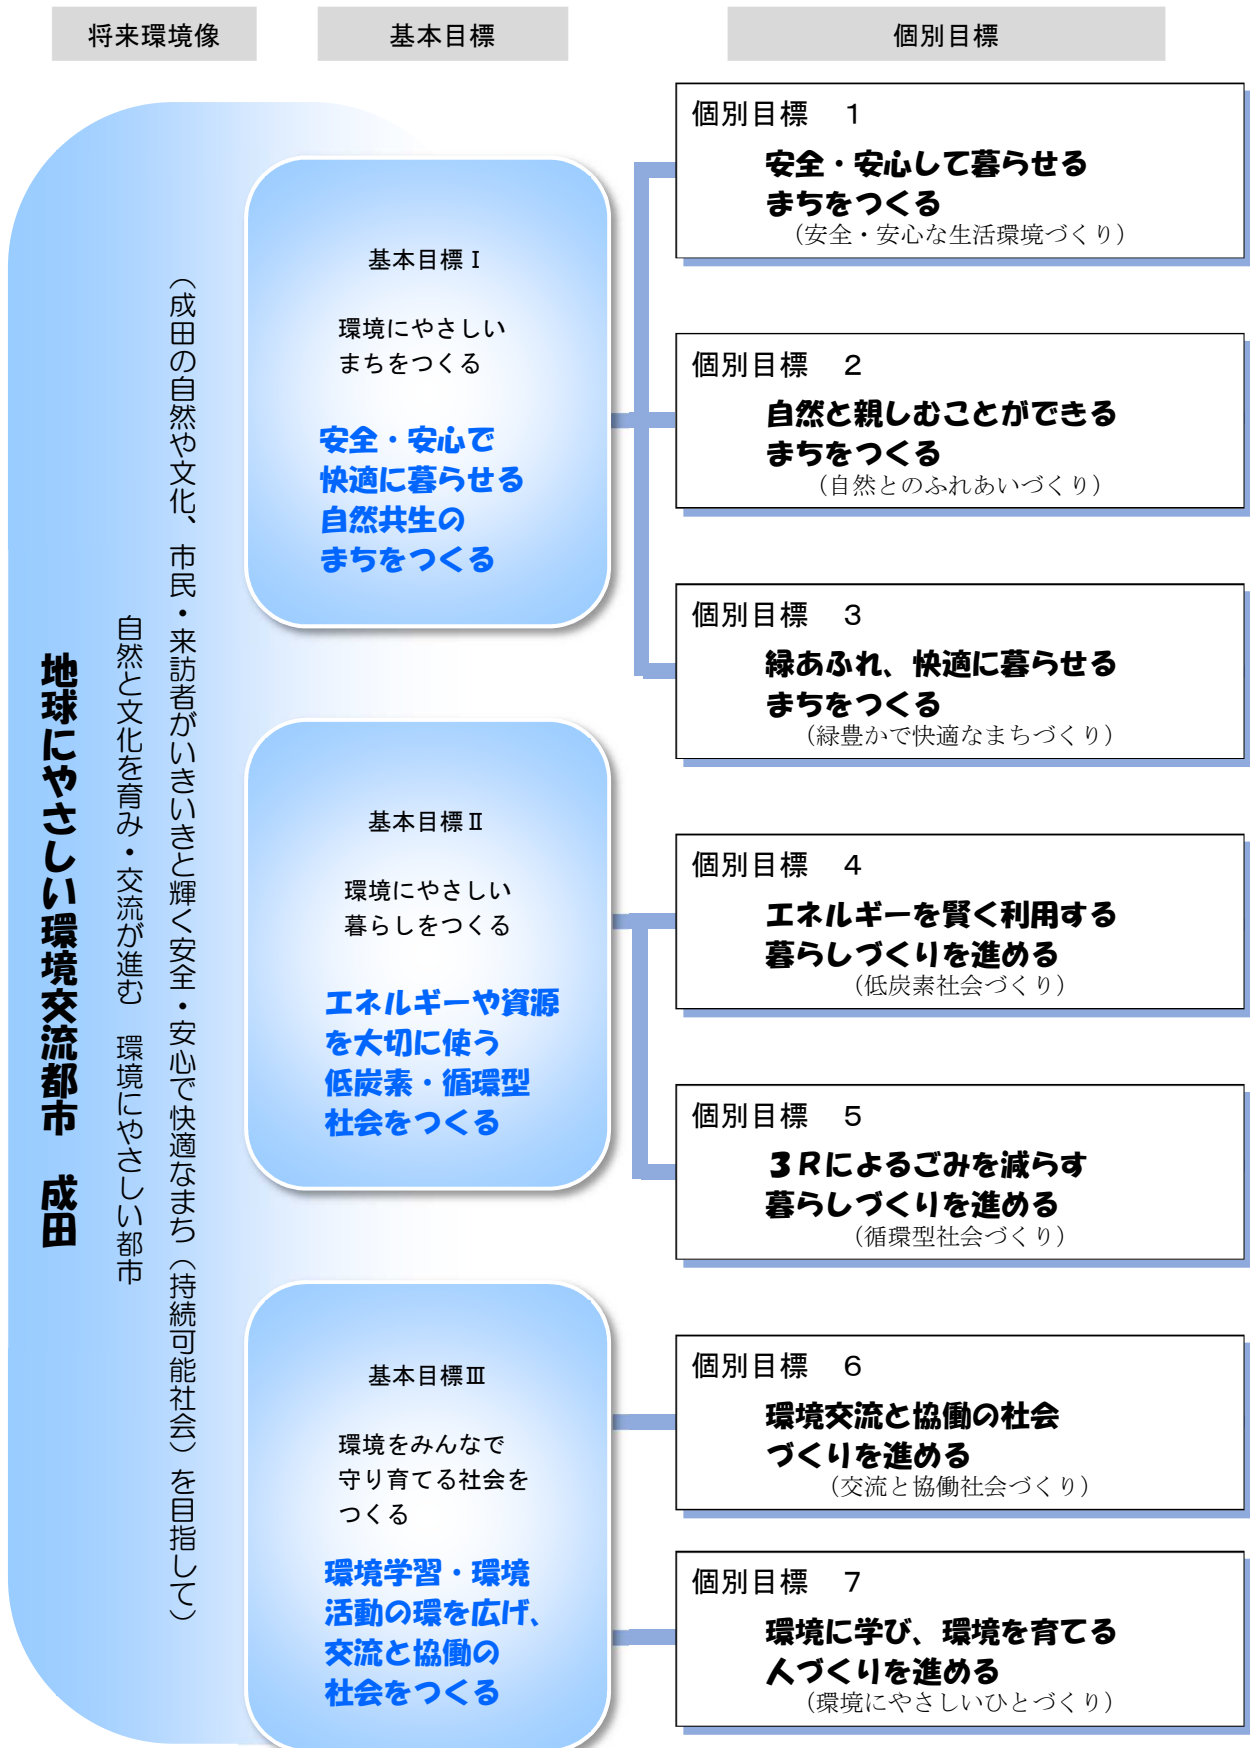 将来環境像
基本目標
個別目標
地球にやさしい環境交流都市　成田
自然と文化を育み・交流が進む　環境にやさしい都市
（成田の自然や文化、市民・来訪者がいきいきと輝く安全・安心で快適なまち（持続可能社会）を目指して）
基本目標Ⅰ
環境にやさしい
まちをつくる
安全・安心で
快適に暮らせる
自然共生の
まちをつくる
個別目標　1
安全・安心して暮らせる
まちをつくる
（安全・安心な生活環境づくり）
個別目標　2
自然と親しむことができる
まちをつくる
（自然とのふれあいづくり）
個別目標　3
緑あふれ、快適に暮らせる
まちをつくる
（緑豊かで快適なまちづくり）
基本目標Ⅱ
環境にやさしい
暮らしをつくる
エネルギーや資源
を大切に使う
低炭素・循環型
社会をつくる
個別目標　4
エネルギーを賢く利用する
暮らしづくりを進める
（低炭素社会づくり）
個別目標　5
３Ｒによるごみを減らす
暮らしづくりを進める
（循環型社会づくり）
基本目標Ⅲ
環境をみんなで
守り育てる社会を
つくる
環境学習・環境
活動の環を広げ、
交流と協働の
社会をつくる
個別目標　6
環境交流と協働の社会
づくりを進める
（交流と協働社会づくり）
個別目標　7
環境に学び、環境を育てる
人づくりを進める
（環境にやさしいひとづくり）